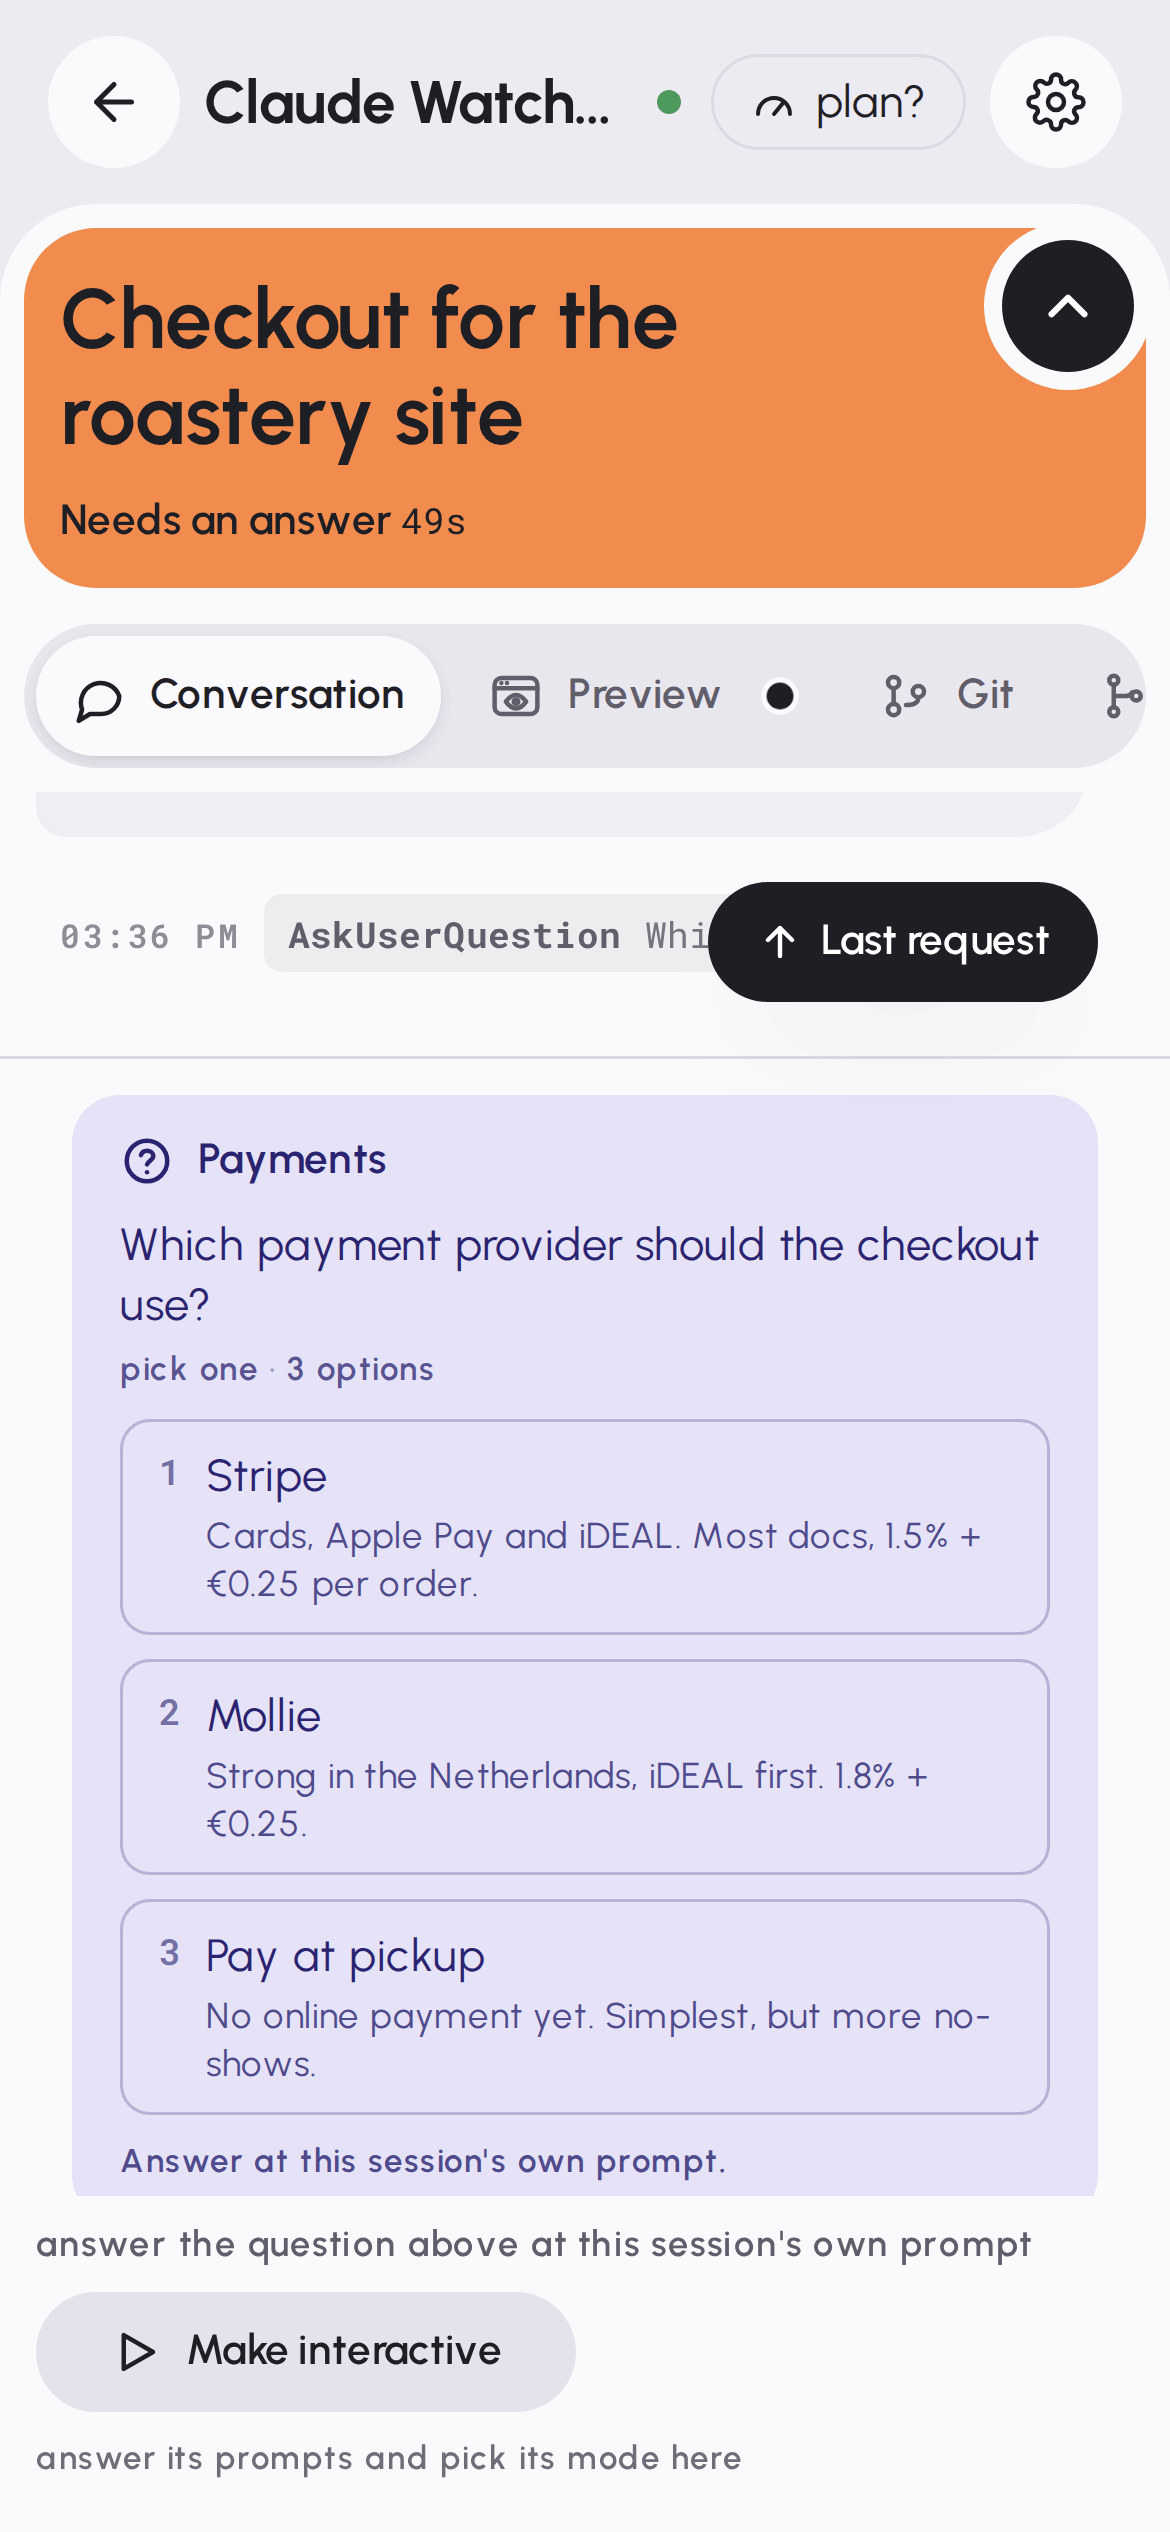 Claude Watch...
plan?
Checkout for the
roastery site
Needs an answer 49s
Conversation
Preview
Git
03:36 PM AskUserQuestion Whi
Last request
Payments
Which payment provider should the checkout
use?
pick one · 3 options
1 Stripe
Cards, Apple Pay and iDEAL. Most docs, 1.5% +
€0.25 per order.
2 Mollie
Strong in the Netherlands, iDEAL first. 1.8% +
€0.25.
3 Pay at pickup
No online payment yet. Simplest, but more no-
shows.
Answer at this session's own prompt.
answer the question above at this session's own prompt
Make interactive
answer its prompts and pick its mode here